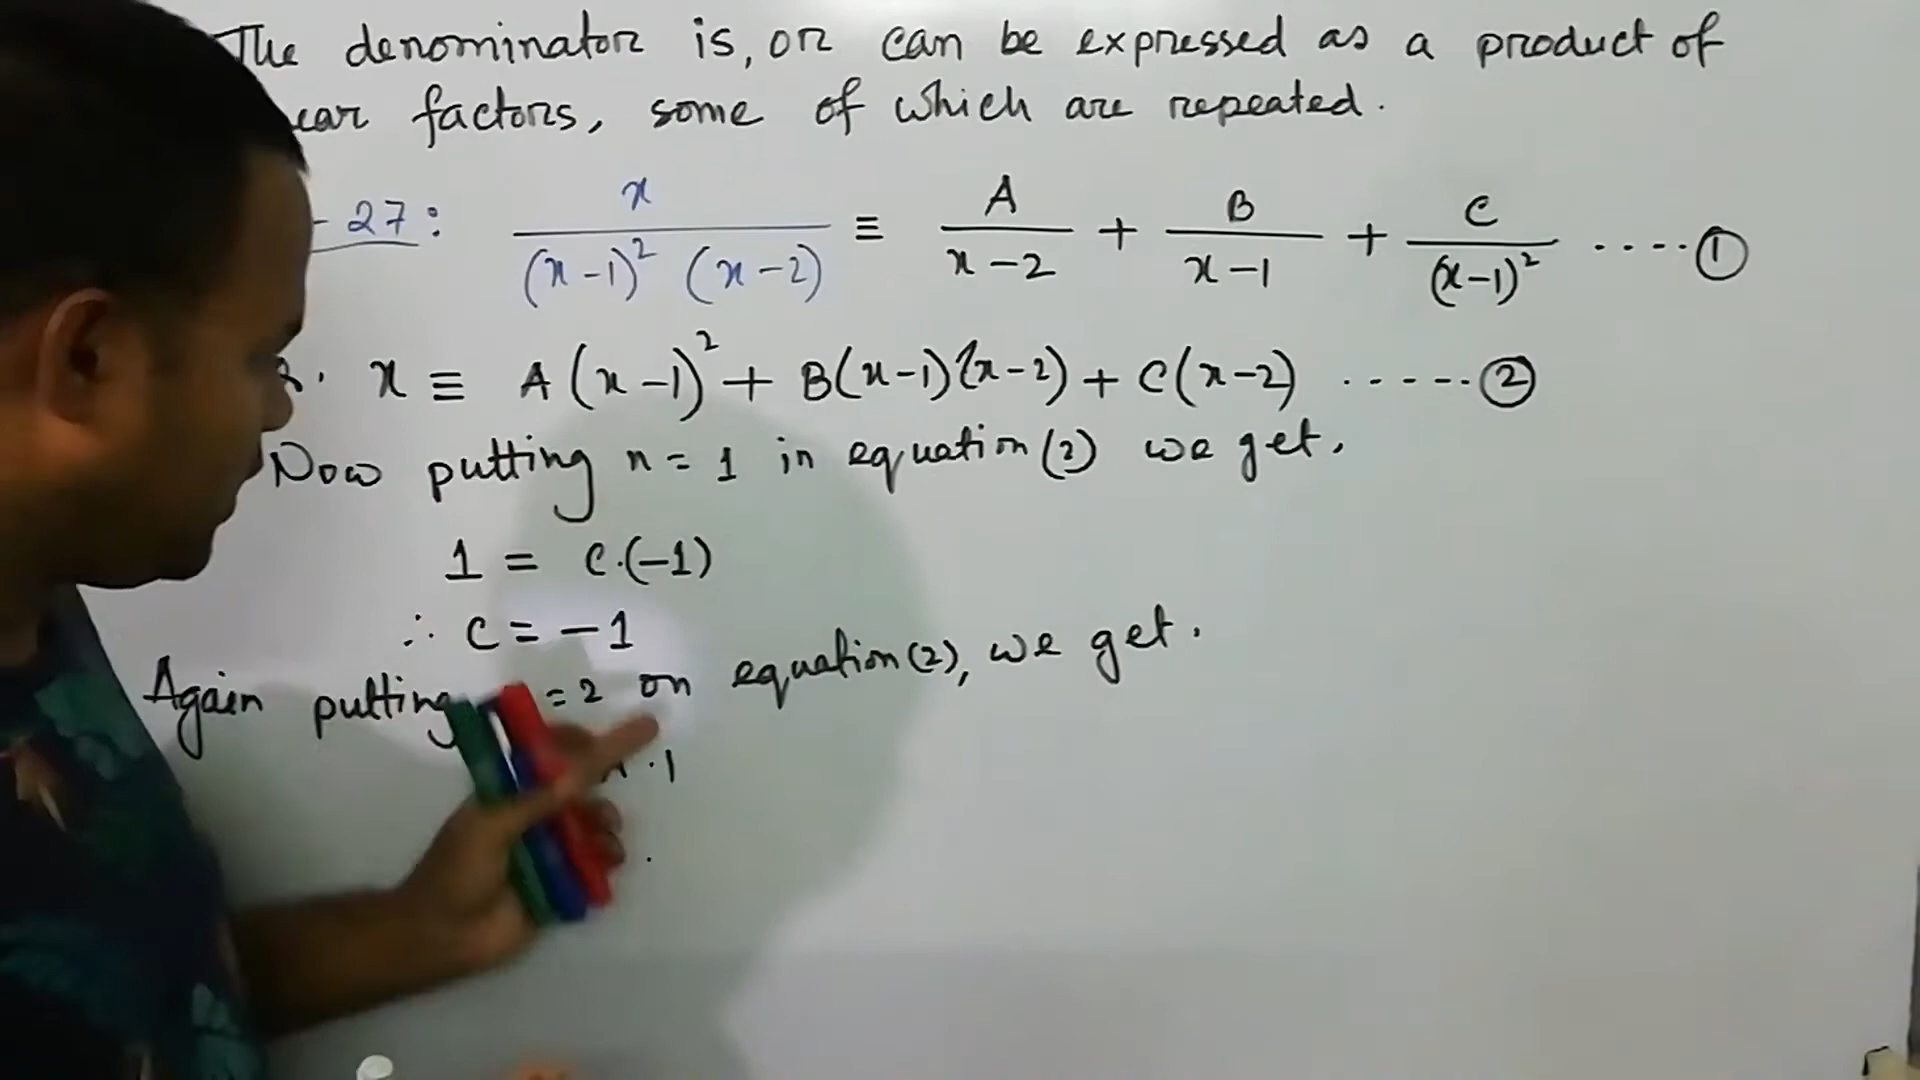 The denominator is, or can be expressed as a product of
factors, some of which are repeated.
- 27: x / (x-1)² (x-2) ≡ A / x-2 + B / x-1 + C / (x-1)² ····· ①
x ≡ A(x-1)² + B(x-1)(x-2) + C(x-2) ······ ②
Now putting x = 1 in equation (2) we get.
1 = C·(-1)
∴ C = -1
Again putting = 2 on equation (2), we get.
· 1